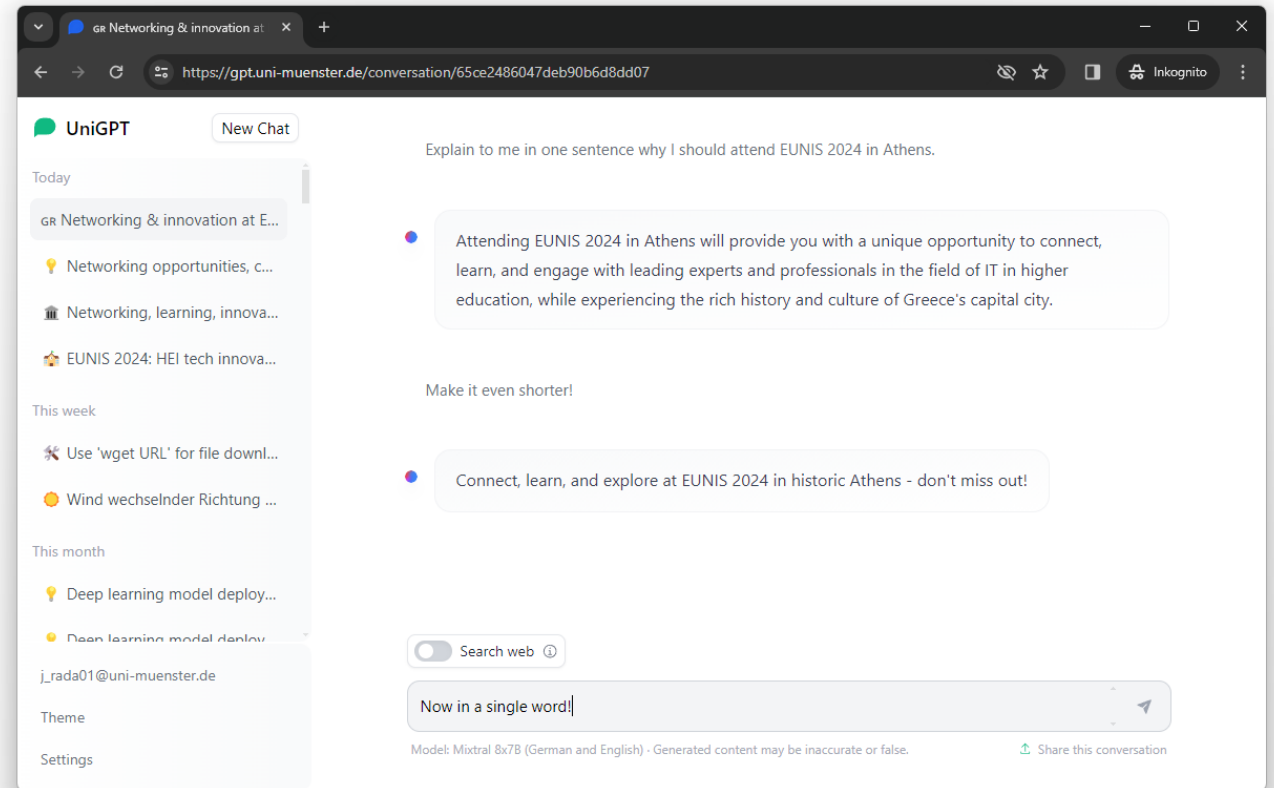 GR Networking & innovation at
https://gpt.uni-muenster.de/conversation/65ce2486047deb90b6d8dd07
Inkognito
UniGPT
New Chat
Today
GR Networking & innovation at E...
Networking opportunities, c...
Networking, learning, innova...
EUNIS 2024: HEI tech innova...
This week
Use 'wget URL' for file downl...
Wind wechselnder Richtung ...
This month
Deep learning model deploy...
Deep learning model deploy
j_rada01@uni-muenster.de
Theme
Settings
Explain to me in one sentence why I should attend EUNIS 2024 in Athens.
Attending EUNIS 2024 in Athens will provide you with a unique opportunity to connect,
learn, and engage with leading experts and professionals in the field of IT in higher
education, while experiencing the rich history and culture of Greece's capital city.
Make it even shorter!
Connect, learn, and explore at EUNIS 2024 in historic Athens - don't miss out!
Search web
Now in a single word!
Model: Mixtral 8x7B (German and English) · Generated content may be inaccurate or false.
Share this conversation